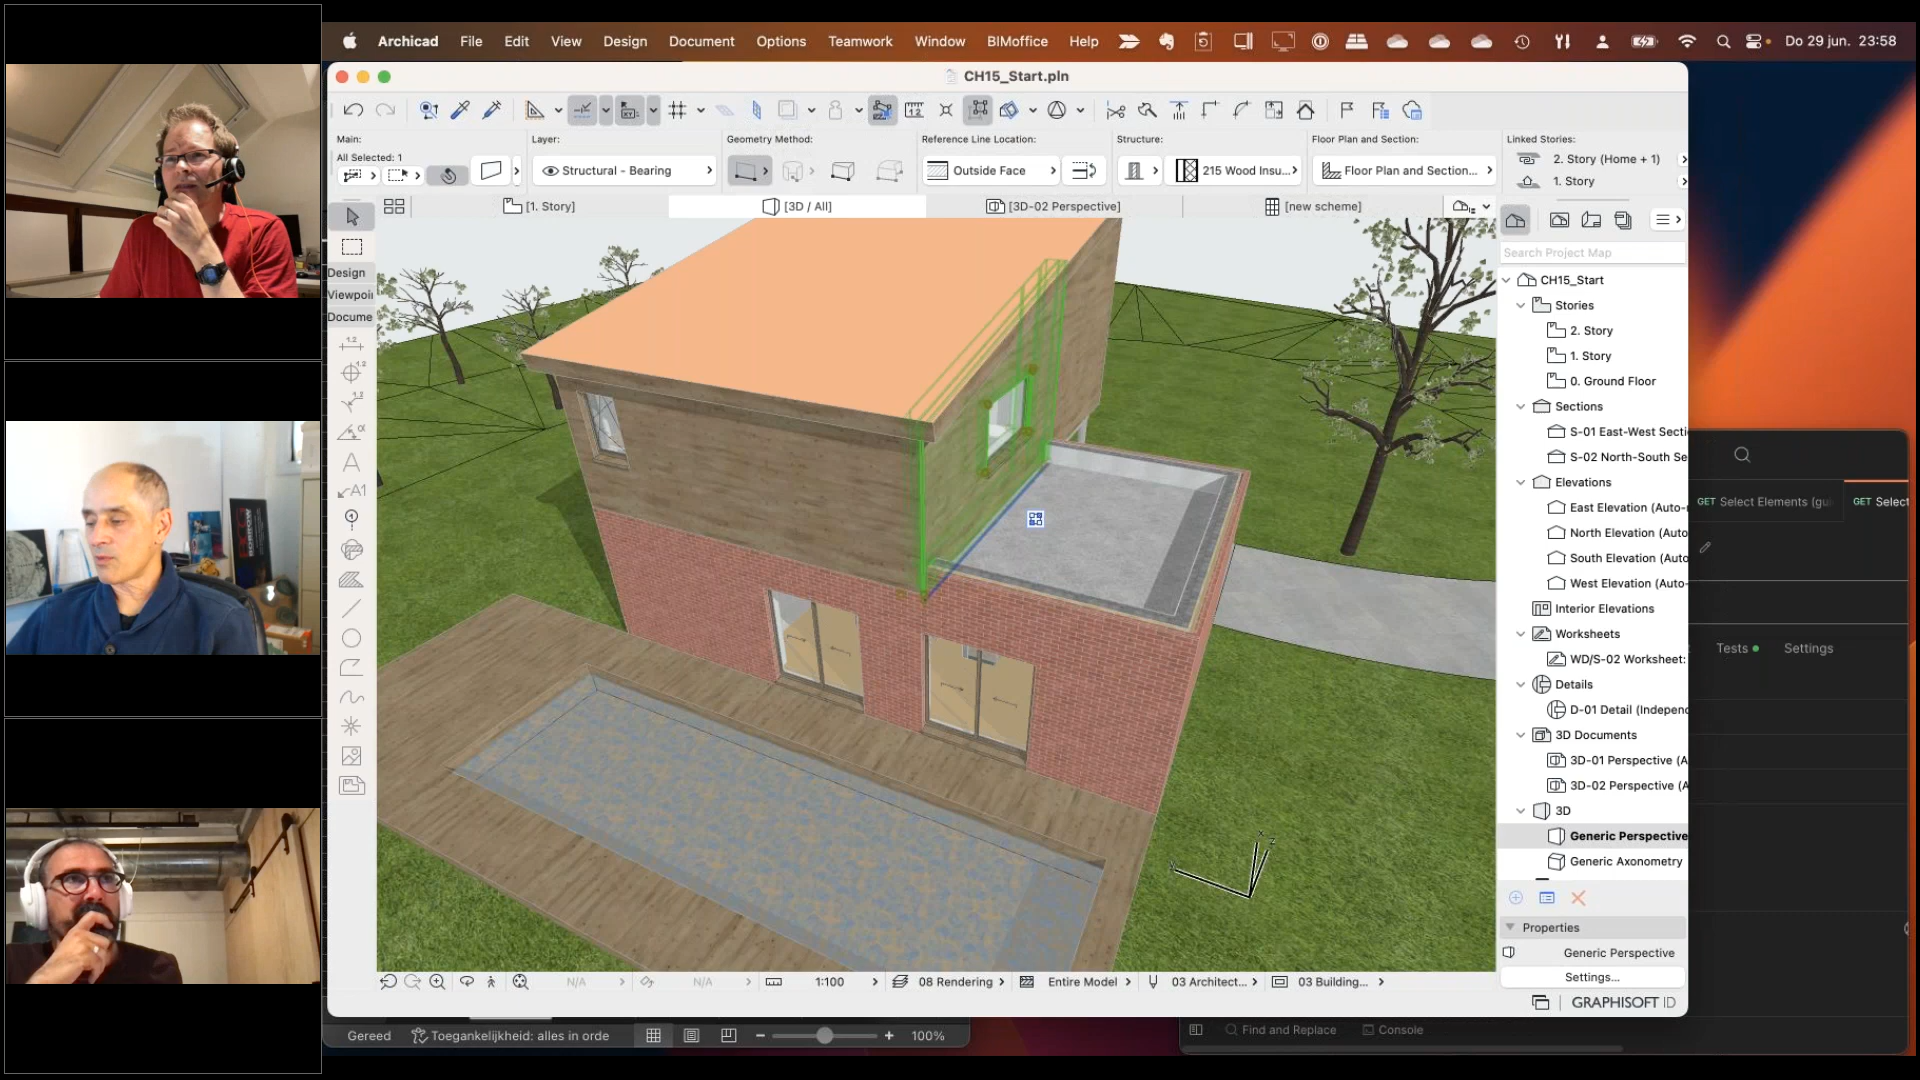 Archicad File Edit View Design Document Options Teamwork Window BIMoffice Help Do 29 jun. 23:58
CH15_Start.pln
Main: Layer: Geometry Method: Reference Line Location: Structure: Floor Plan and Section: Linked Stories:
All Selected: 1
Structural - Bearing Outside Face 215 Wood Insu... Floor Plan and Section...
2. Story (Home + 1)
1. Story
[1. Story] [3D / All] [3D-02 Perspective] [new scheme]
Design
Viewpoi
Docume
Search Project Map
CH15_Start
Stories
2. Story
1. Story
0. Ground Floor
Sections
S-01 East-West Secti
S-02 North-South Se
Elevations
East Elevation (Auto-
North Elevation (Auto
South Elevation (Auto
West Elevation (Auto-
Interior Elevations
Worksheets
WD/S-02 Worksheet:
Details
D-01 Detail (Independ
3D Documents
3D-01 Perspective (A
3D-02 Perspective (A
3D
Generic Perspective
Generic Axonometry
Properties
Generic Perspective
Settings...
GRAPHISOFT ID
N/A N/A 1:100 08 Rendering Entire Model 03 Architect... 03 Building...
GET Select Elements (gu GET Select
Tests Settings
Gereed Toegankelijkheid: alles in orde 100%
Find and Replace Console